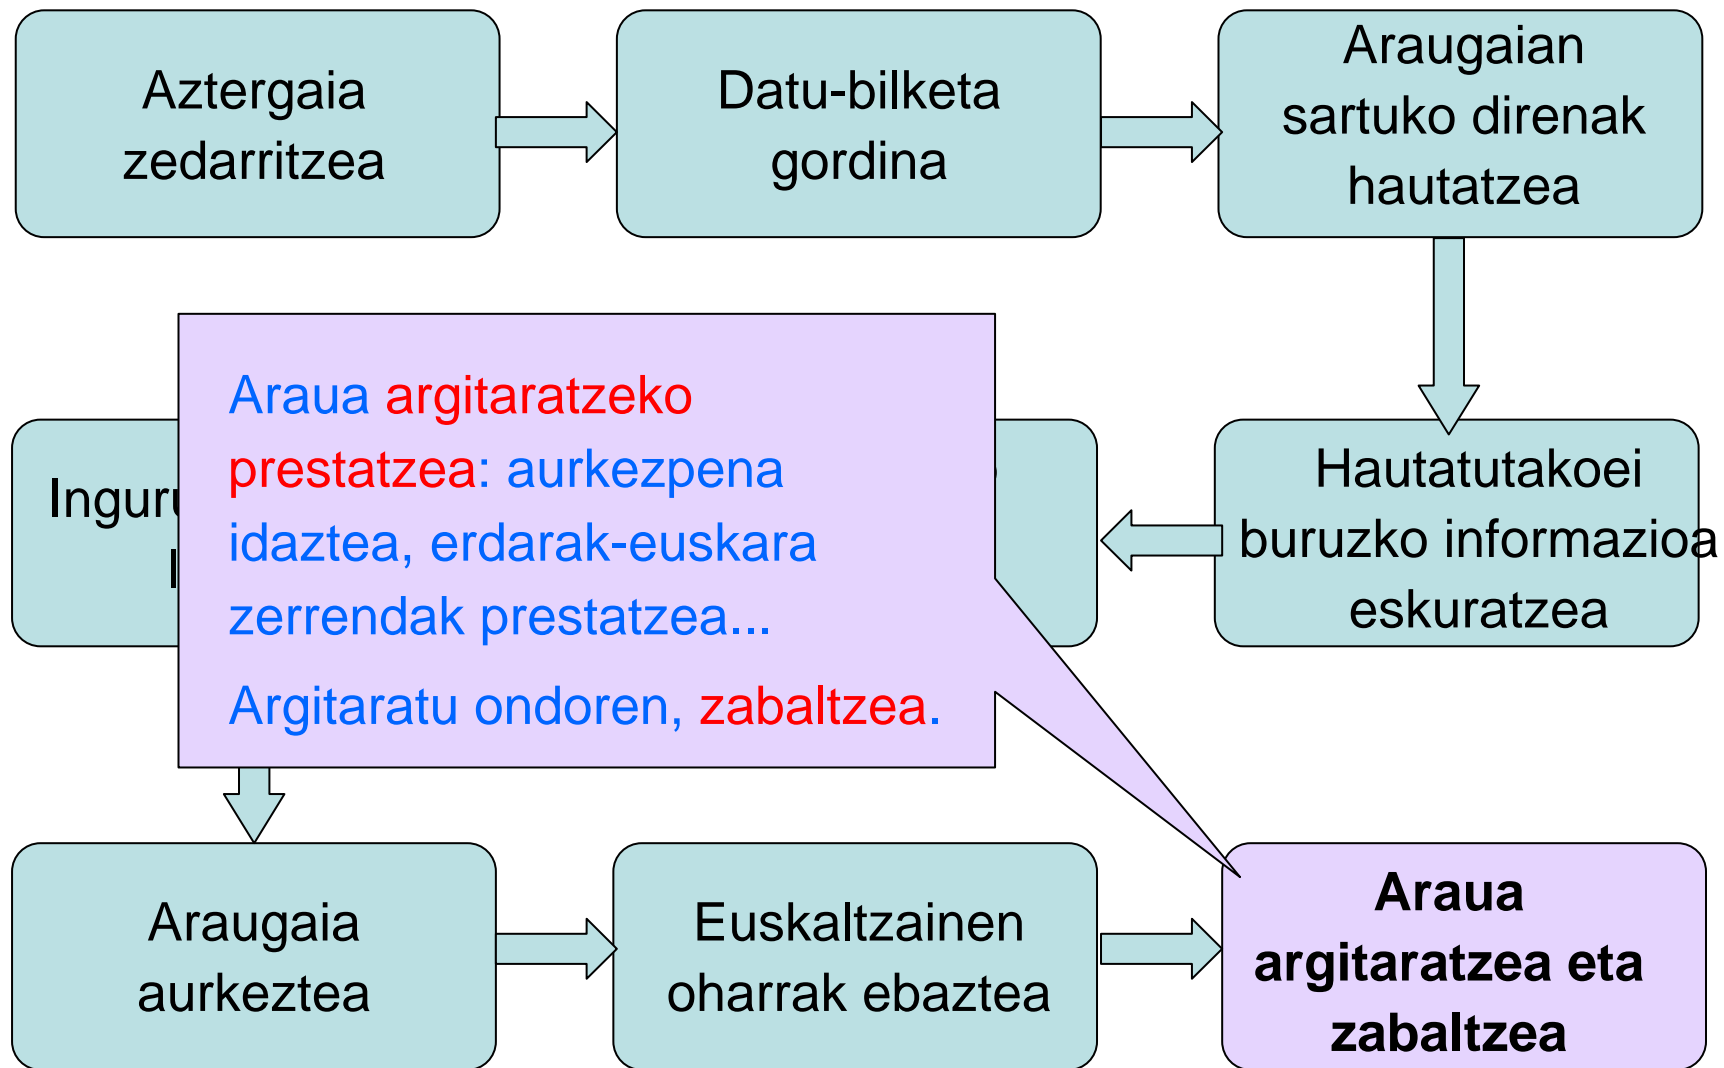 Aztergaia
zedarritzea
Datu-bilketa
gordina
Araugaian
sartuko direnak
hautatzea
Hautatutakoei
buruzko informazioa
eskuratzea
Araua argitaratzeko
prestatzea: aurkezpena
idaztea, erdarak-euskara
zerrendak prestatzea...
Argitaratu ondoren, zabaltzea.
Araugaia
aurkeztea
Euskaltzainen
oharrak ebaztea
Araua
argitaratzea eta
zabaltzea